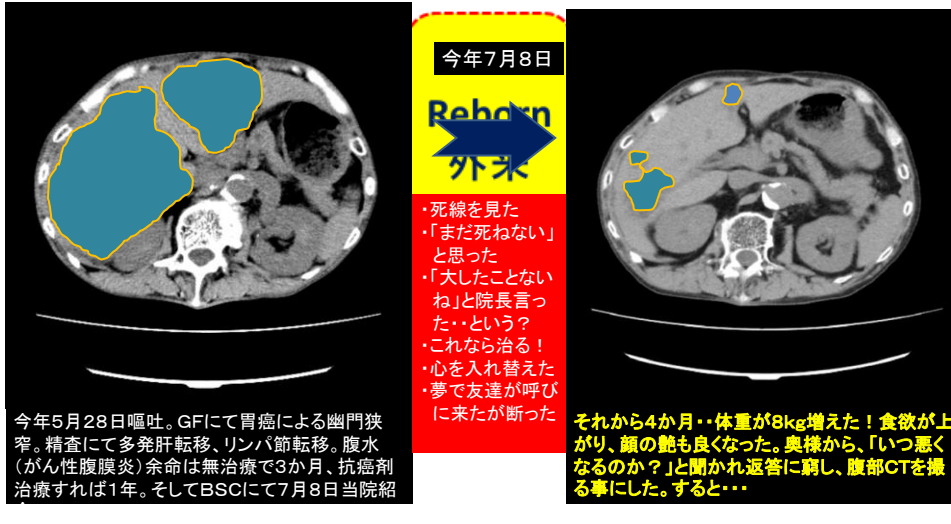 今年7月8日
Reborn
外来
・死線を見た
・「まだ死ねない」
と思った
・「大したことない
ね」と院長言っ
た・・という？
・これなら治る！
・心を入れ替えた
・夢で友達が呼び
に来たが断った
今年5月28日嘔吐。GFにて胃癌による幽門狭
窄。精査にて多発肝転移、リンパ節転移。腹水
（がん性腹膜炎）余命は無治療で3か月、抗癌剤
治療すれば1年。そしてBSCにて7月8日当院紹
それから4か月・・体重が8kg増えた！食欲が上
がり、顔の艶も良くなった。奥様から、「いつ悪く
なるのか？」と聞かれ返答に窮し、腹部CTを撮
る事にした。すると・・・